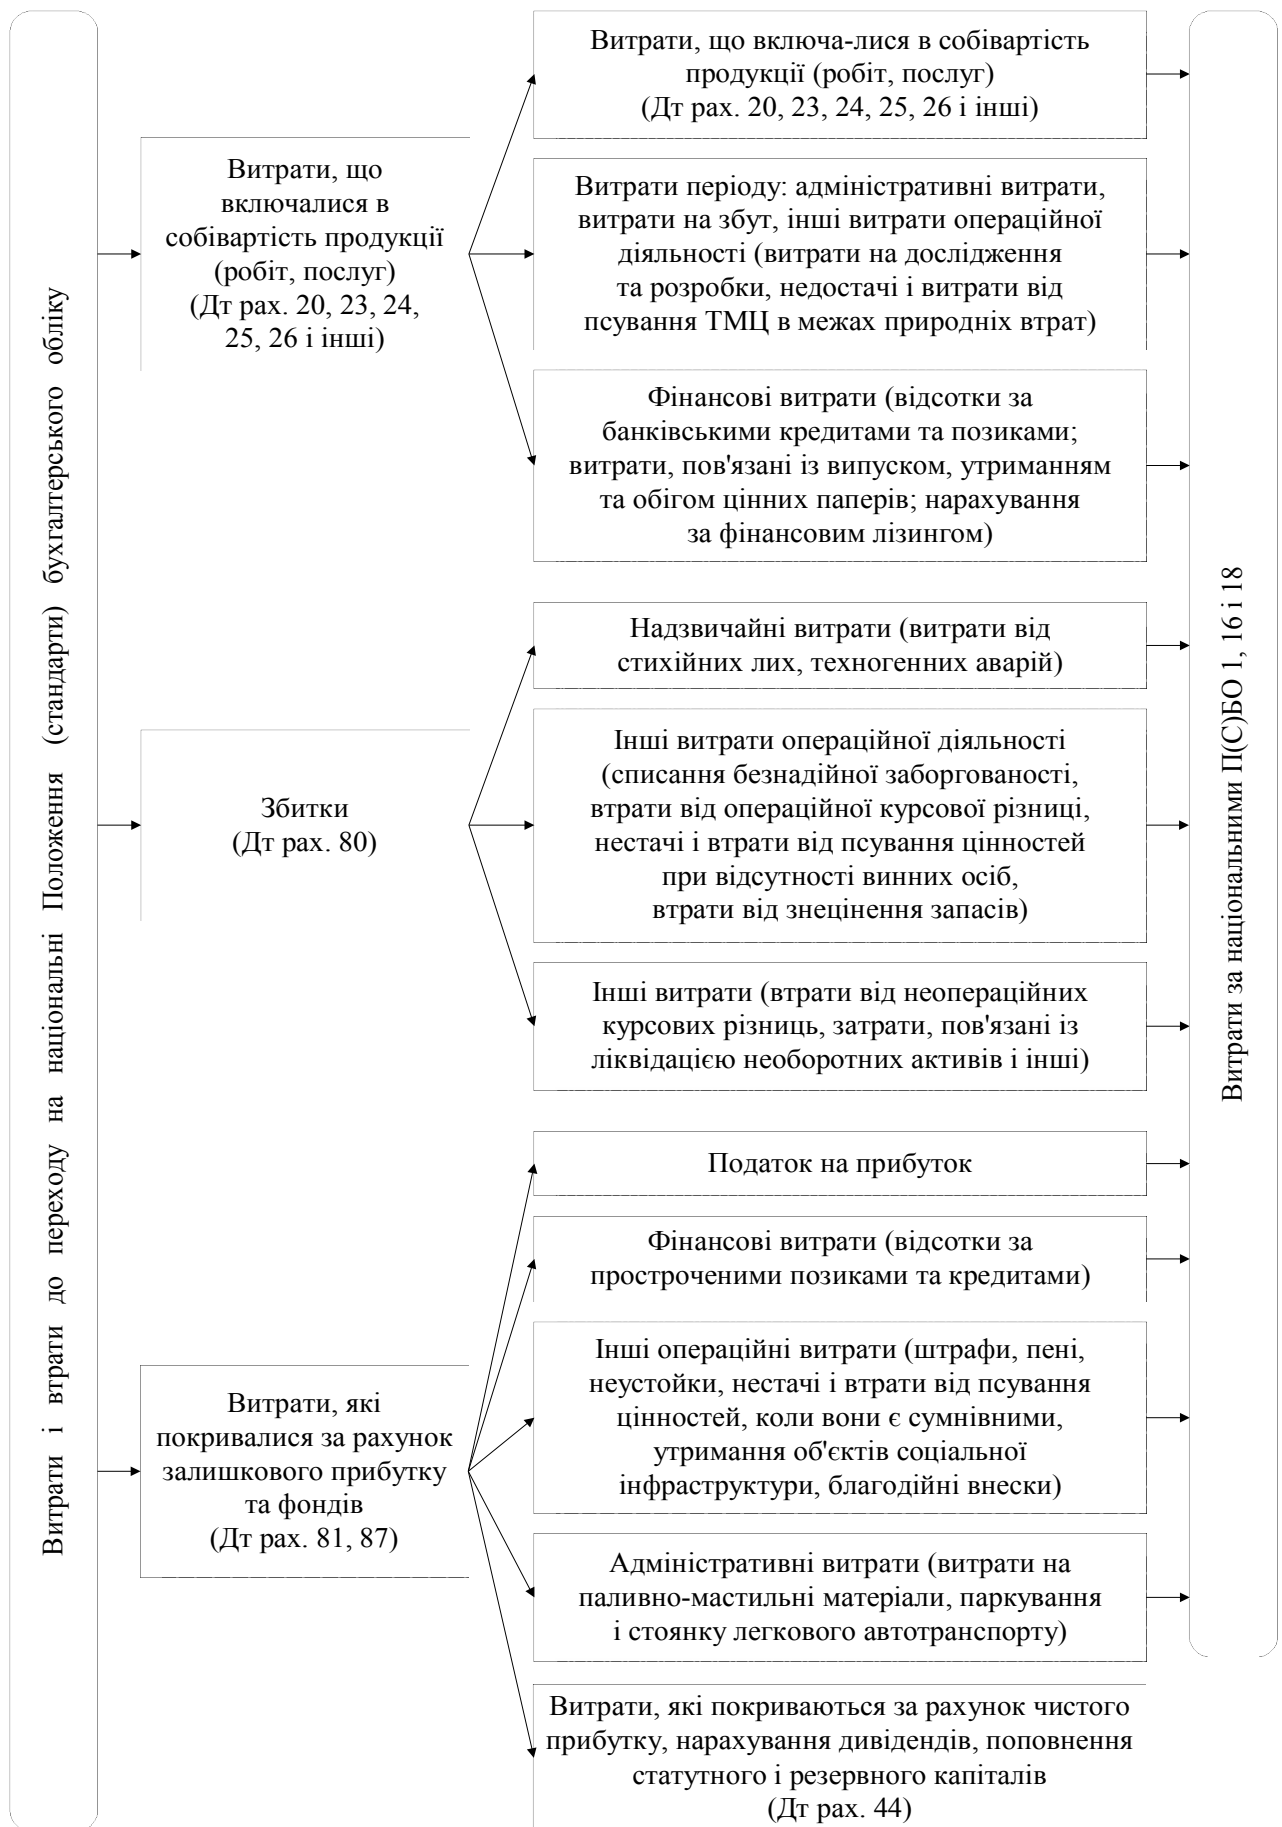 Витрати і втрати до переходу на національні Положення (стандарти) бухгалтерського обліку
Витрати, що
включалися в
собівартість продукції
(робіт, послуг)
(Дт рах. 20, 23, 24,
25, 26 і інші)
Витрати, що включа-лися в собівартість
продукції (робіт, послуг)
(Дт рах. 20, 23, 24, 25, 26 і інші)
Витрати періоду: адміністративні витрати,
витрати на збут, інші витрати операційної
діяльності (витрати на дослідження
та розробки, недостачі і витрати від
псування ТМЦ в межах природніх втрат)
Фінансові витрати (відсотки за
банківськими кредитами та позиками;
витрати, пов'язані із випуском, утриманням
та обігом цінних паперів; нарахування
за фінансовим лізингом)
Збитки
(Дт рах. 80)
Надзвичайні витрати (витрати від
стихійних лих, техногенних аварій)
Інші витрати операційної діяльності
(списання безнадійної заборгованості,
втрати від операційної курсової різниці,
нестачі і втрати від псування цінностей
при відсутності винних осіб,
втрати від знецінення запасів)
Інші витрати (втрати від неопераційних
курсових різниць, затрати, пов'язані із
ліквідацією необоротних активів і інші)
Витрати, які
покривалися за рахунок
залишкового прибутку
та фондів
(Дт рах. 81, 87)
Податок на прибуток
Фінансові витрати (відсотки за
простроченими позиками та кредитами)
Інші операційні витрати (штрафи, пені,
неустойки, нестачі і втрати від псування
цінностей, коли вони є сумнівними,
утримання об'єктів соціальної
інфраструктури, благодійні внески)
Адміністративні витрати (витрати на
паливно-мастильні матеріали, паркування
і стоянку легкового автотранспорту)
Витрати, які покриваються за рахунок чистого
прибутку, нарахування дивідендів, поповнення
статутного і резервного капіталів
(Дт рах. 44)
Витрати за національними П(С)БО 1, 16 і 18